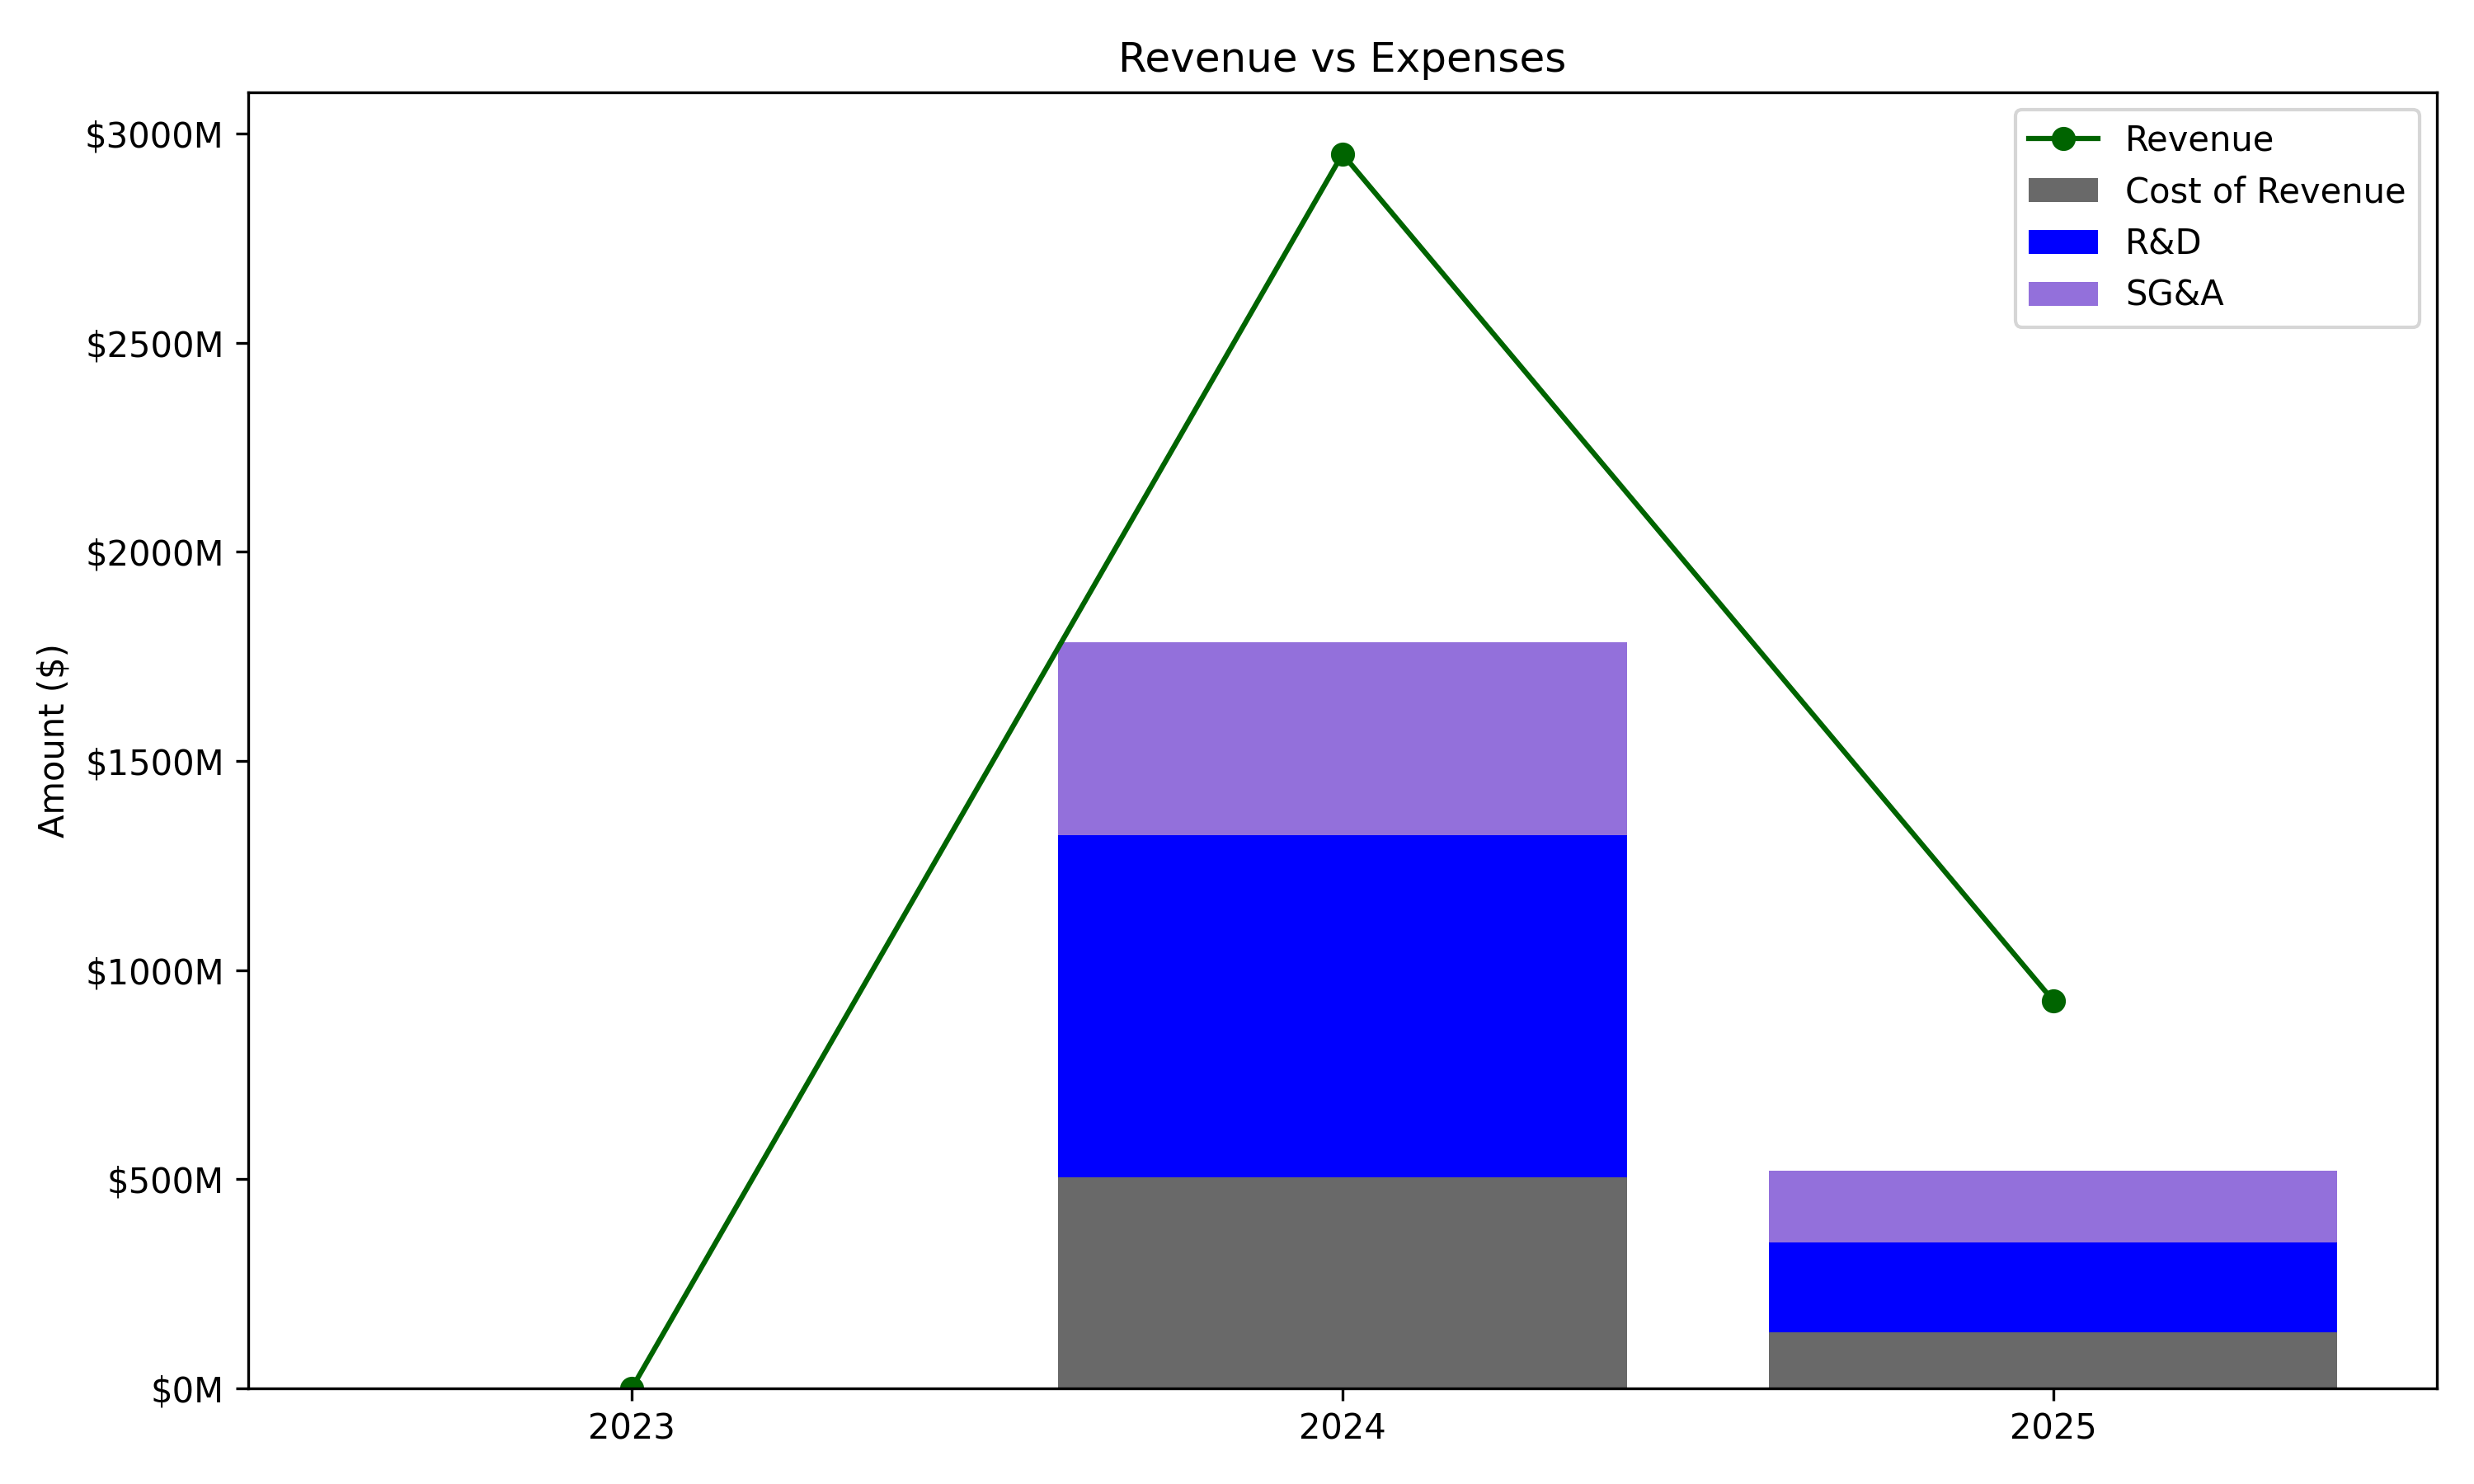 Revenue vs Expenses
$3000M
$2500M
$2000M
$1500M
$1000M
$500M
$0M
Amount ($)
Revenue
Cost of Revenue
R&D
SG&A
2023
2024
2025